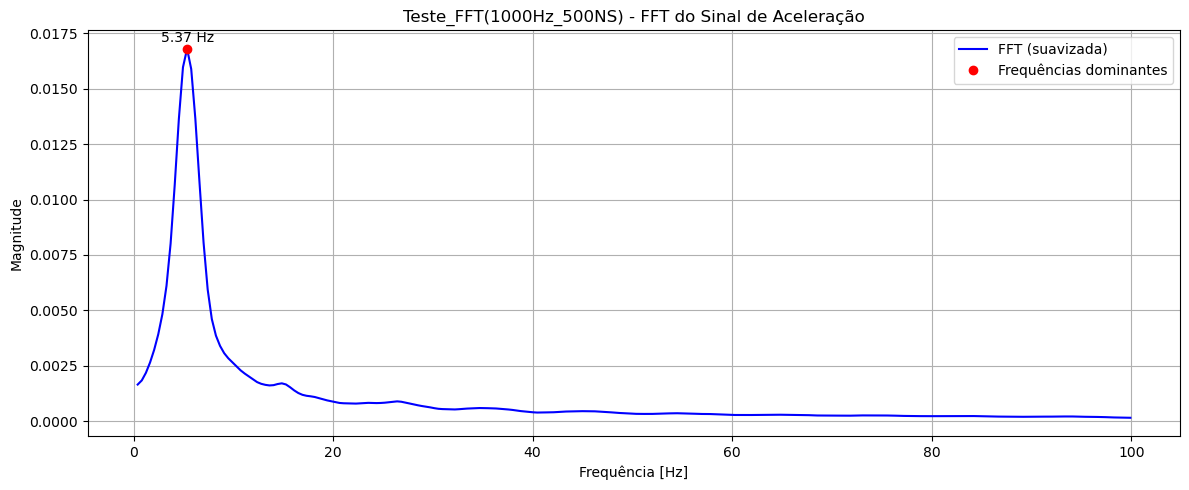 Teste_FFT(1000Hz_500NS) - FFT do Sinal de Aceleração
5.37 Hz
FFT (suavizada)
Frequências dominantes
Magnitude
0.0175
0.0150
0.0125
0.0100
0.0075
0.0050
0.0025
0.0000
0 20 40 60 80 100
Frequência [Hz]